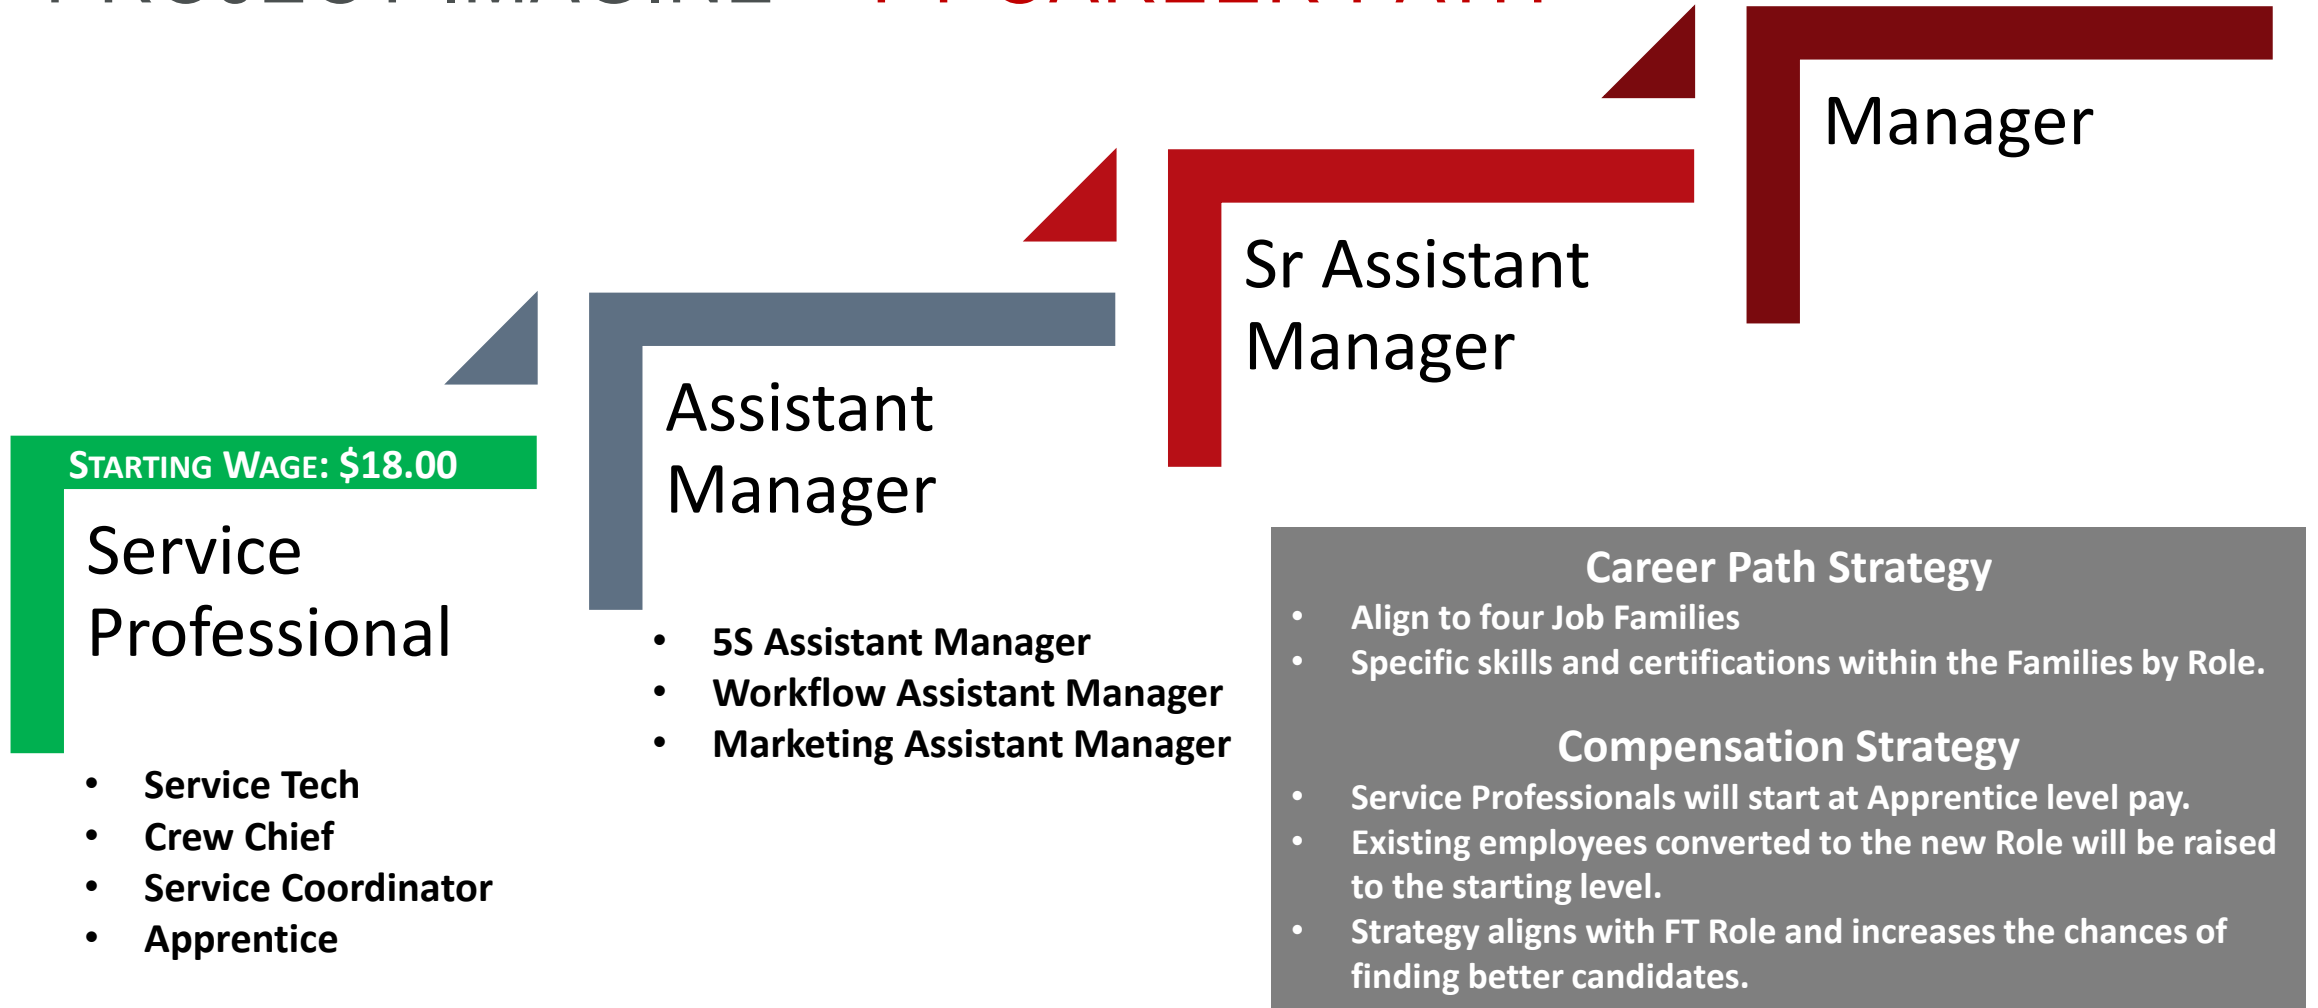 PROJECT IMAGINE CAREER PATH
Manager
Sr Assistant
Manager
Assistant
Manager
• 5S Assistant Manager
• Workflow Assistant Manager
• Marketing Assistant Manager
STARTING WAGE: $18.00
Service
Professional
• Service Tech
• Crew Chief
• Service Coordinator
• Apprentice
Career Path Strategy
• Align to four Job Families
• Specific skills and certifications within the Families by Role.
Compensation Strategy
• Service Professionals will start at Apprentice level pay.
• Existing employees converted to the new Role will be raised
to the starting level.
• Strategy aligns with FT Role and increases the chances of
finding better candidates.